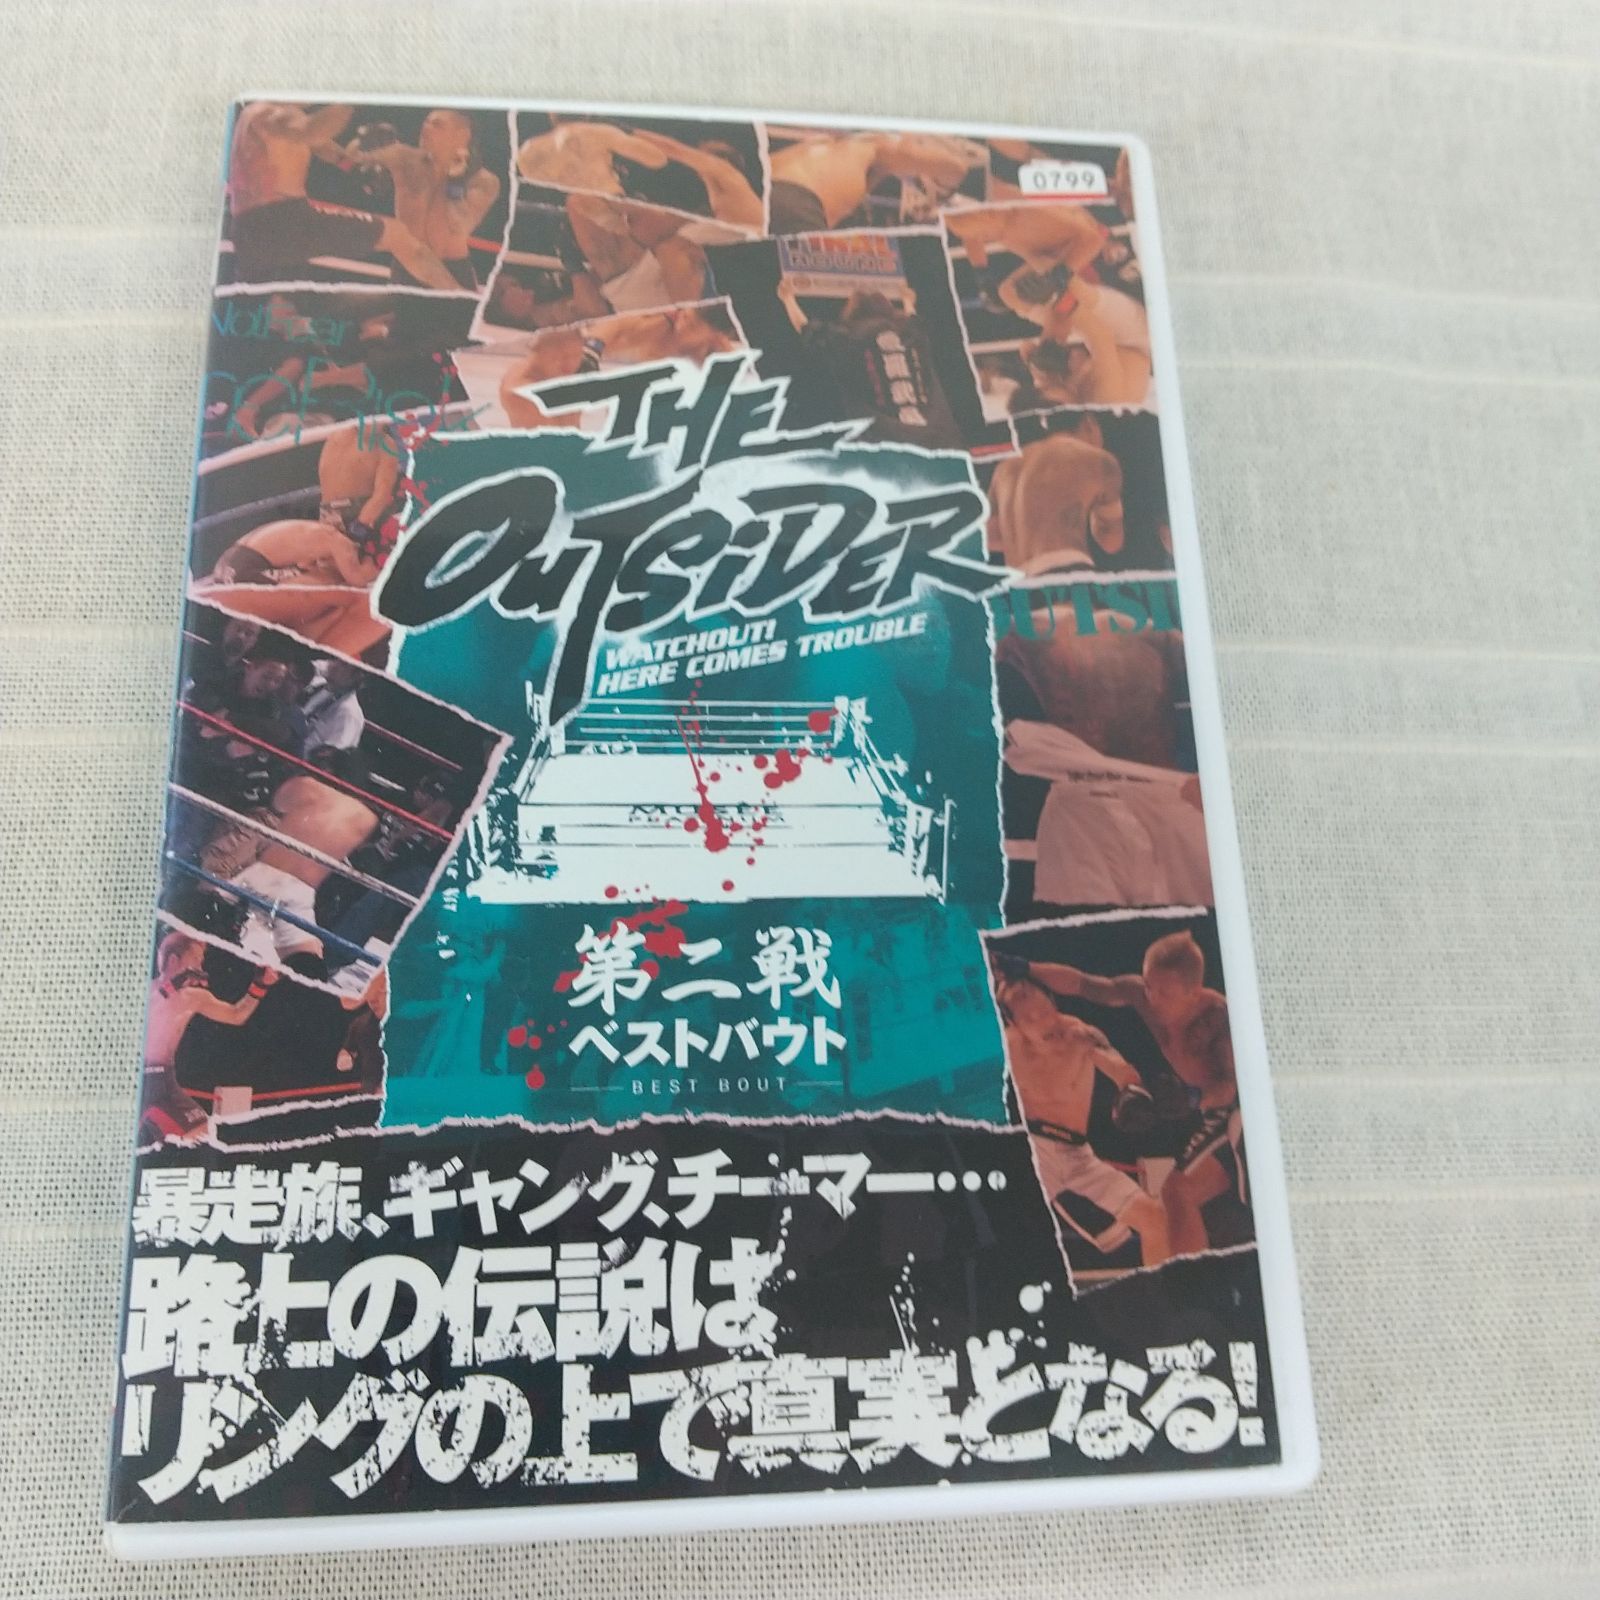 0799
THE
OUTSIDER
WATCHOUT!
HERE COMES TROUBLE
第二戦
ベストバウト
BEST BOUT
暴走族、ギャング、チーマー…
路上の伝説は
リングの上で真実となる!